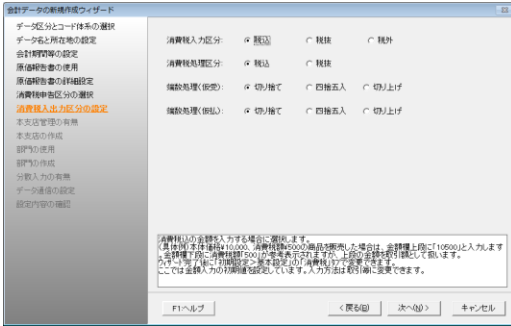 会計データの新規作成ウィザード
データ区分とコード体系の選択
データ名と所在地の設定
会計期間等の設定
原価報告書の使用
原価報告書の詳細設定
消費税申告区分の選択
消費税入出力区分の設定
本支店管理の有無
本支店の作成
部門の使用
部門の作成
分散入力の有無
データ通信の設定
設定内容の確認
消費税入力区分: 税込 税抜 税外
消費税処理区分: 税込 税抜
端数処理(仮受): 切り捨て 四捨五入 切り上げ
端数処理(仮払): 切り捨て 四捨五入 切り上げ
消費税込の金額を入力する場合に選択します。
(具体例)本体価格¥10,000、消費税額¥500の商品を販売した場合は、金額欄上段に「10500」と入力します
。金額欄下段に消費税額「500」が参考表示されますが、上段の金額を取引額として扱います。
ウィザード完了後に「初期設定>基本設定」の「消費税」タブで変更できます。
ここでは金額入力の初期値を設定しています。入力方法は取引毎に変更できます。
F1:ヘルプ
<戻る(B) 次へ(N)> キャンセル